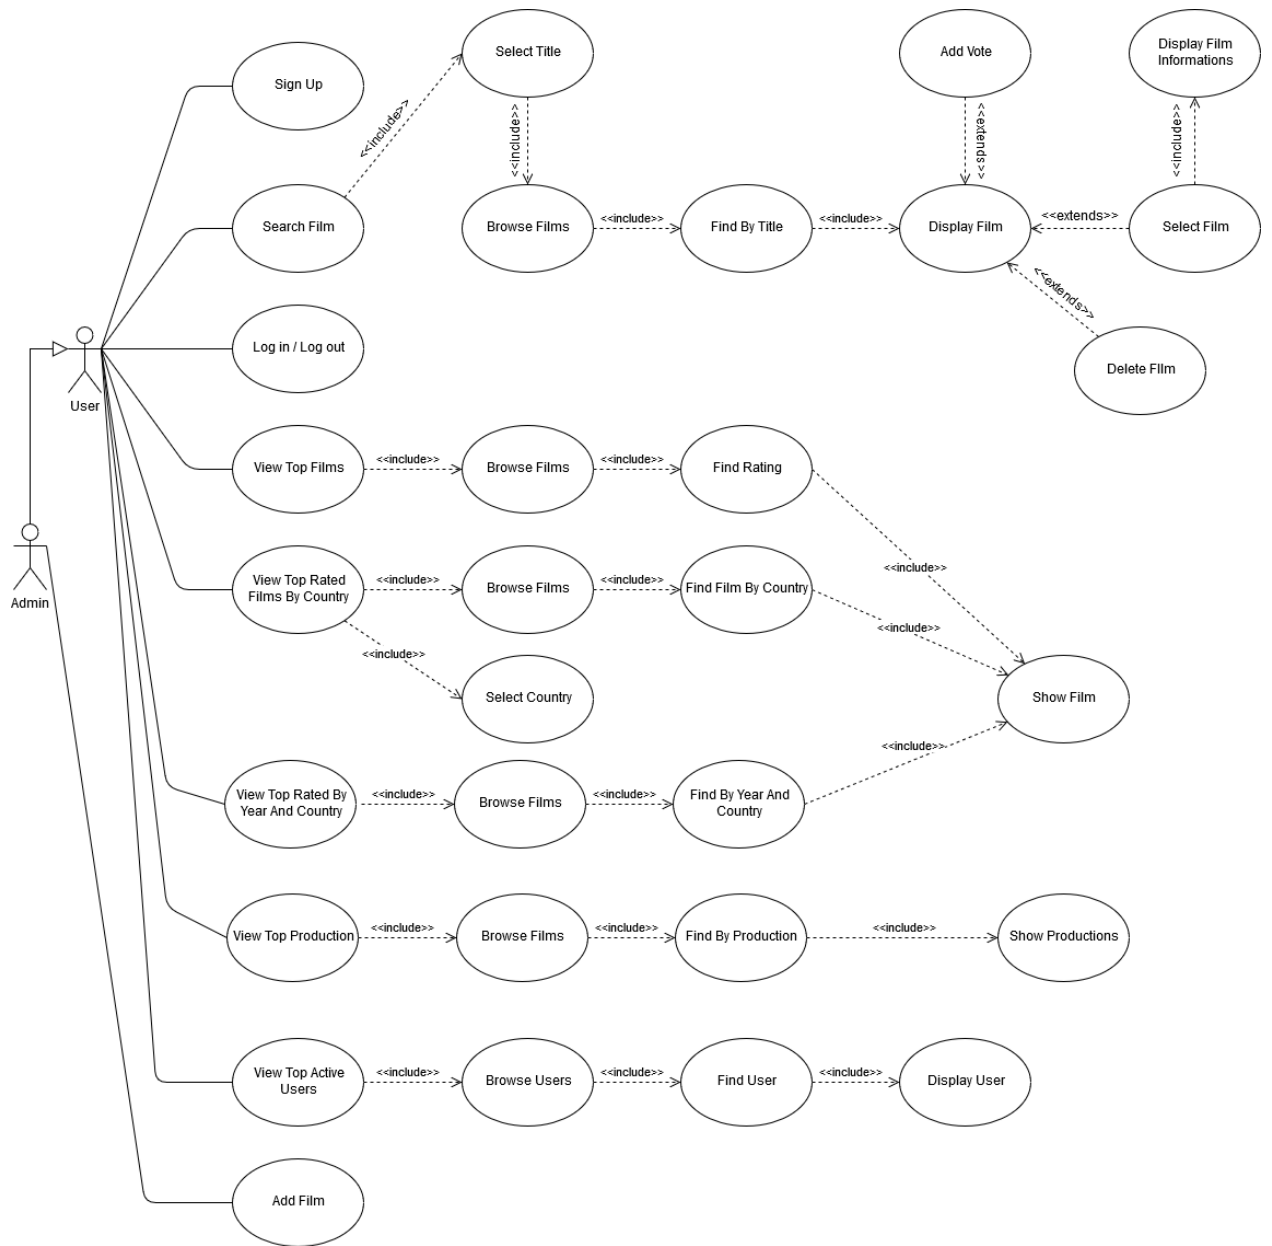 Select Title
Add Vote
Display Film
Informations
Sign Up
<<include>>
<<include>>
<<extends>>
<<include>>
Search Film
Browse Films
<<include>>
Find By Title
<<include>>
Display Film
<<extends>>
Select Film
<<extends>>
Log in / Log out
Delete FIlm
User
View Top Films
<<include>>
Browse Films
<<include>>
Find Rating
<<include>>
Admin
View Top Rated
Films By Country
<<include>>
Browse Films
<<include>>
Find Film By Country
<<include>>
<<include>>
Select Country
Show Film
<<include>>
View Top Rated By
Year And Country
<<include>>
Browse Films
<<include>>
Find By Year And
Country
View Top Production
<<include>>
Browse Films
<<include>>
Find By Production
<<include>>
Show Productions
View Top Active
Users
<<include>>
Browse Users
<<include>>
Find User
<<include>>
Display User
Add Film